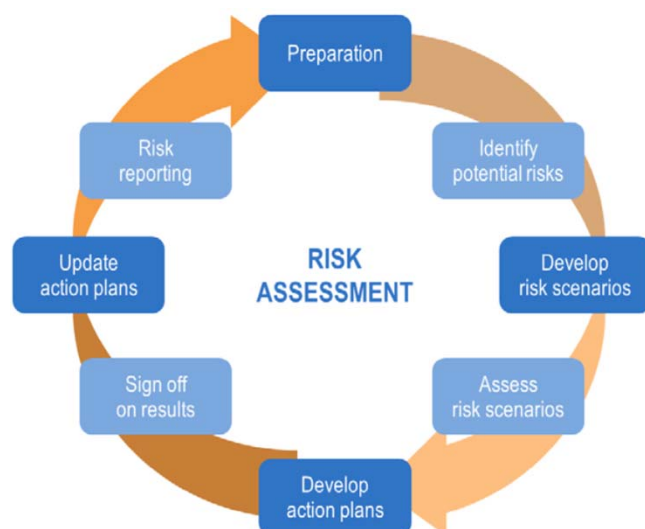 Preparation
Identify
potential risks
Develop
risk scenarios
Assess
risk scenarios
Develop
action plans
Sign off
on results
Update
action plans
Risk
reporting
RISK
ASSESSMENT